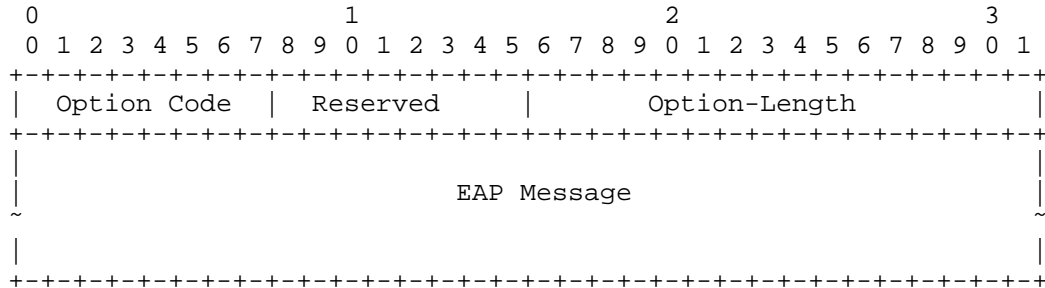 0                   1                   2                   3
 0 1 2 3 4 5 6 7 8 9 0 1 2 3 4 5 6 7 8 9 0 1 2 3 4 5 6 7 8 9 0 1
+-+-+-+-+-+-+-+-+-+-+-+-+-+-+-+-+-+-+-+-+-+-+-+-+-+-+-+-+-+-+-+-+
|  Option Code  |  Reserved     |       Option-Length           |
+-+-+-+-+-+-+-+-+-+-+-+-+-+-+-+-+-+-+-+-+-+-+-+-+-+-+-+-+-+-+-+-+
|                                                               |
|                           EAP Message                         |
~                                                               ~
|                                                               |
+-+-+-+-+-+-+-+-+-+-+-+-+-+-+-+-+-+-+-+-+-+-+-+-+-+-+-+-+-+-+-+-+